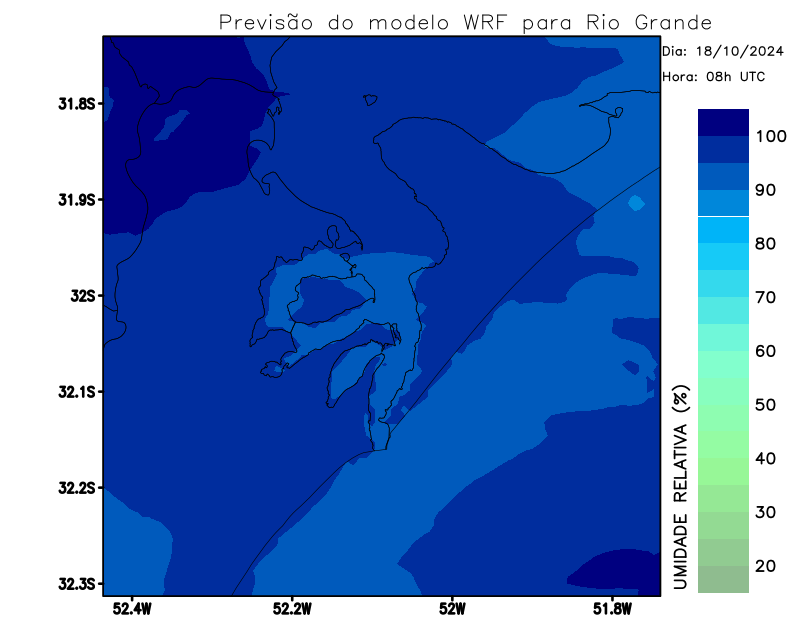 Previsão do modelo WRF para Rio Grande
Dia: 18/10/2024
Hora: 08h UTC
31.8S
31.9S
32S
32.1S
32.2S
32.3S
52.4W
52.2W
52W
51.8W
UMIDADE RELATIVA (%)
100
90
80
70
60
50
40
30
20